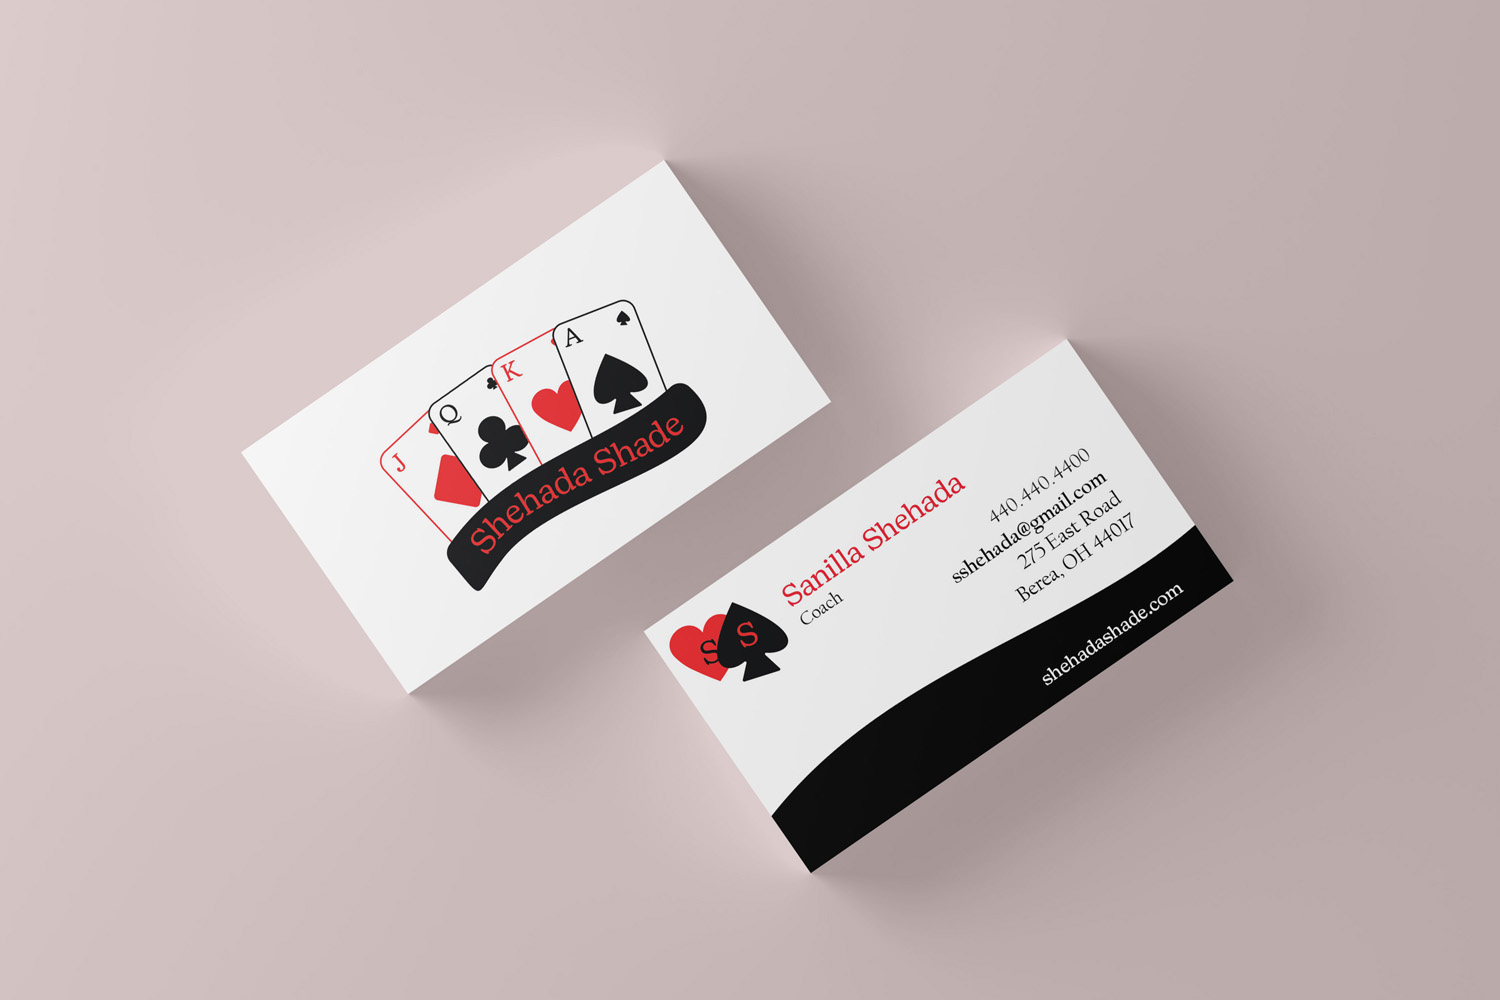 J
Q
K
A
Shehada Shade
S
S
Sanilla Shehada
Coach
440.440.4400
sshehada@gmail.com
275 East Road
Berea, OH 44017
shehadashade.com